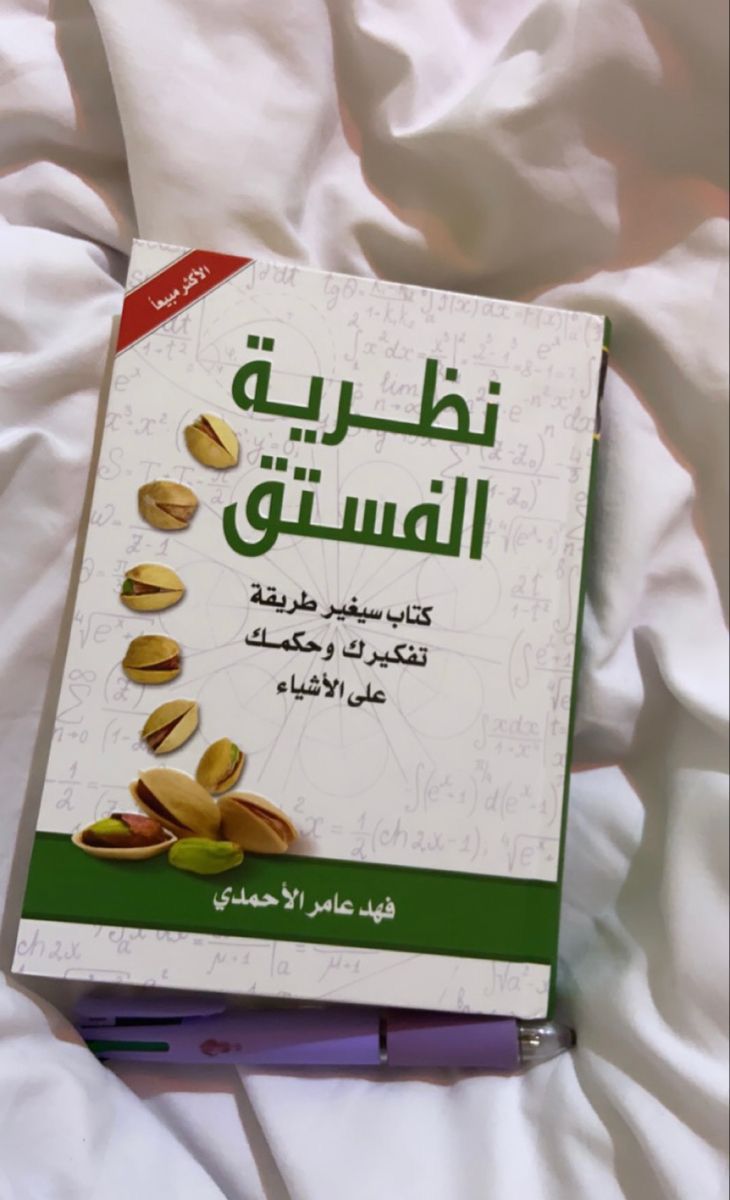 الأكثر مبيعاً
نظرية
الفستق
كتاب سيغير طريقة
تفكيرك وحكمك
على الأشياء
فهد عامر الأحمدي